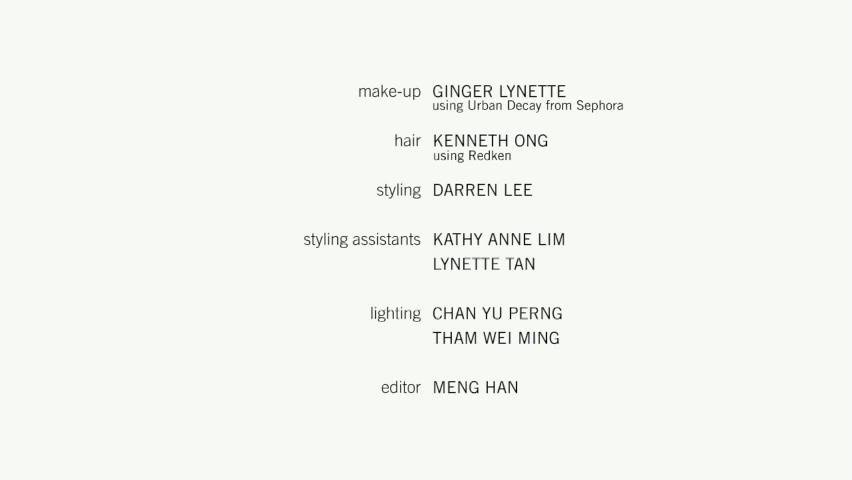 make-up GINGER LYNETTE
using Urban Decay from Sephora
hair KENNETH ONG
using Redken
styling DARREN LEE
styling assistants KATHY ANNE LIM
LYNETTE TAN
lighting CHAN YU PERNG
THAM WEI MING
editor MENG HAN